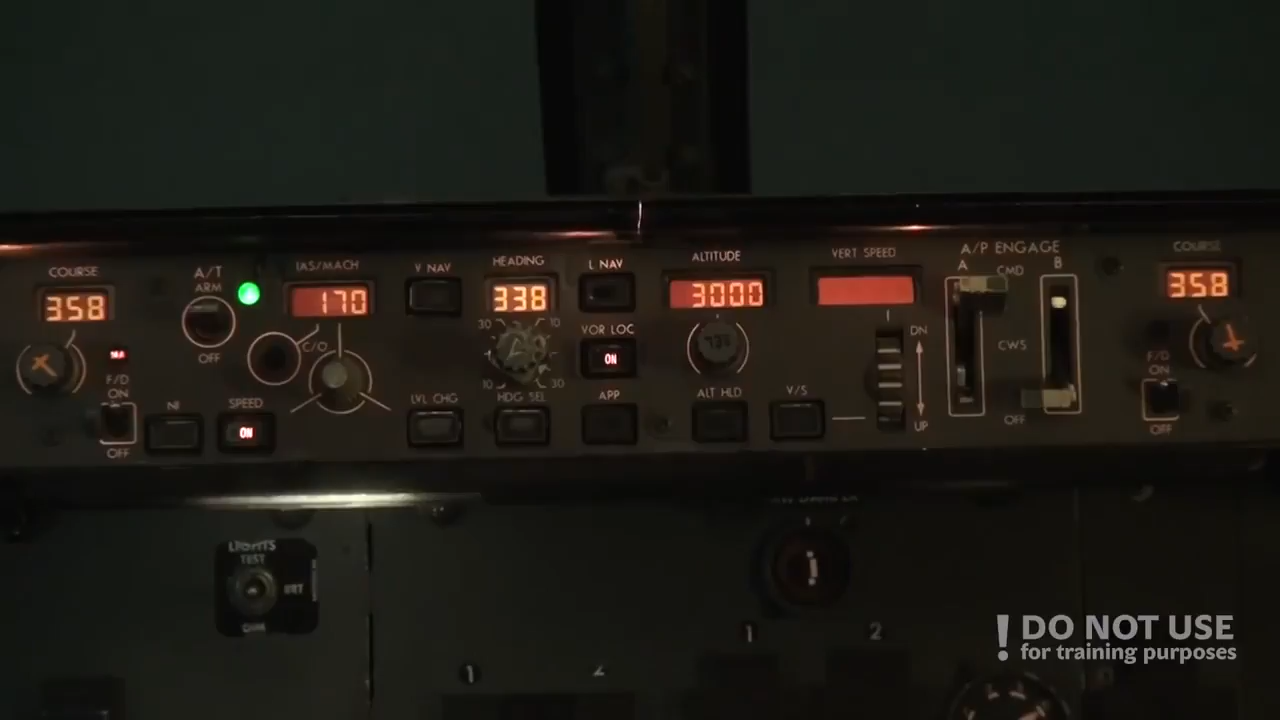 COURSE
358
F/D
ON
OFF
A/T
ARM
OFF
N1
SPEED
ON
IAS/MACH
170
C/O
V NAV
LVL CHG
HEADING
338
30 10
10 30
HDG SEL
L NAV
VOR LOC
ON
APP
ALTITUDE
3000
ALT HLD
VERT SPEED
V/S
DN
UP
A/P ENGAGE
A B
CMD
CWS
OFF
COURSE
358
F/D
ON
OFF
LIGHTS
TEST
BRT
DIM
1
2
1
2
! DO NOT USE
for training purposes